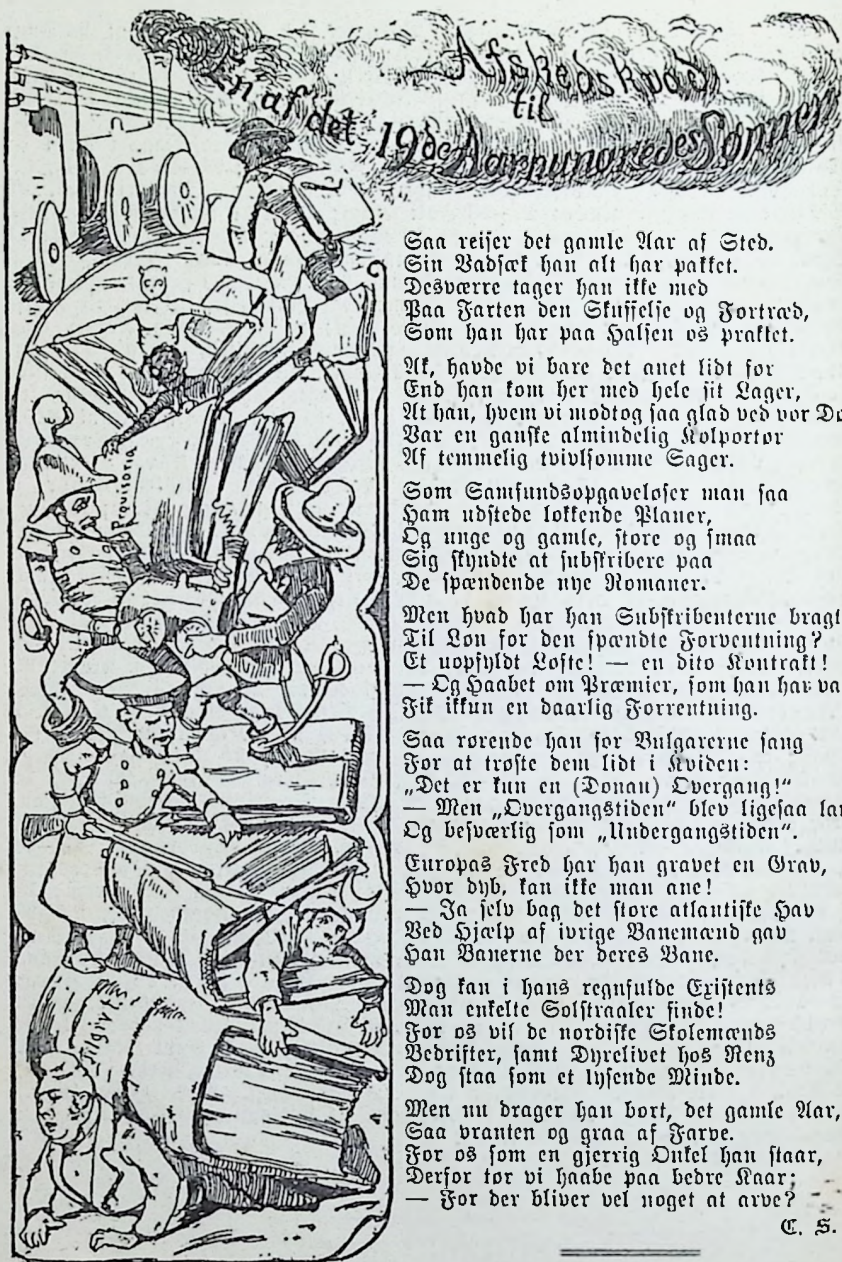 Afskedskvad
til
En af det 19de Aarhundredes Sønner
Saa reiser det gamle Aar af Sted.
Sin Vadsæk han alt har pakket.
Desværre tager han ikke med
Paa Farten den Skuffelse og Fortræd,
Som han har paa Halsen os prakket.
Ak, havde vi bare det anet lidt før
End han kom her med hele sit Lager,
At han, hvem vi modtog saa glad ved vor Dø
Var en ganske almindelig Kolportør
Af temmelig tvivlsomme Sager.
Som Samfundsopgaveløser man saa
Ham udstede lokkende Planer,
Og unge og gamle, store og smaa
Sig skyndte at subskribere paa
De spændende nye Romaner.
Men hvad har han Subskribenterne bragt
Til Løn for den spændte Forventning?
Et uopfyldt Løfte! — en dito Kontrakt!
— Og Haabet om Præmier, som han har va
Fik ikkun en daarlig Forrentning.
Saa rørende han for Bulgarerne sang
For at trøste dem lidt i Kviden:
„Det er kun en (Donau) Overgang!“
— Men „Overgangstiden“ blev ligesaa lan
Og besværlig som „Undergangstiden“.
Europas Fred har han gravet en Grav,
Hvor dyb, kan ikke man ane!
— Ja selv bag det store atlantiske Hav
Ved Hjælp af ivrige Banemænd gav
Han Banerne der deres Bane.
Dog kan i hans regnfulde Existents
Man enkelte Solstraaler finde!
For os vil de nordiske Skolemænds
Bedrifter, samt Dyrelivet hos Renz
Dog staa som et lysende Minde.
Men nu drager han bort, det gamle Aar,
Saa vranten og graa af Farve.
For os som en gjerrig Onkel han staar,
Derfor tør vi haabe paa bedre Kaar;
— For der bliver vel noget at arve?
C. S.
Provisoria